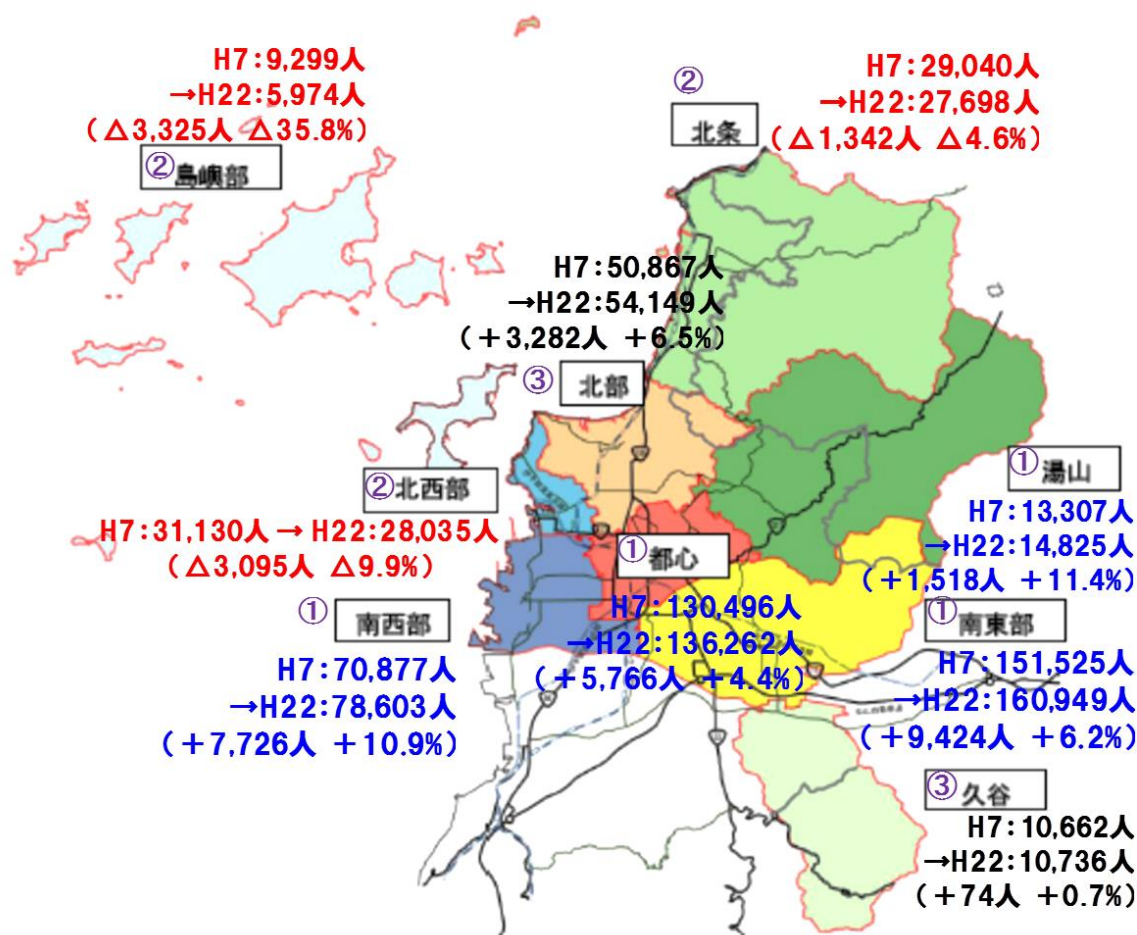 H7:9,299人
→H22:5,974人
(△3,325人 △35.8%)
②島嶼部
②
北条
H7:29,040人
→H22:27,698人
(△1,342人 △4.6%)
H7:50,867人
→H22:54,149人
(+3,282人 +6.5%)
③ 北部
②北西部
H7:31,130人 → H22:28,035人
(△3,095人 △9.9%)
①湯山
H7:13,307人
→H22:14,825人
(+1,518人 +11.4%)
①都心
H7:130,496人
→H22:136,262人
(+5,766人 +4.4%)
① 南西部
H7:70,877人
→H22:78,603人
(+7,726人 +10.9%)
①南東部
H7:151,525人
→H22:160,949人
(+9,424人 +6.2%)
③久谷
H7:10,662人
→H22:10,736人
(+74人 +0.7%)